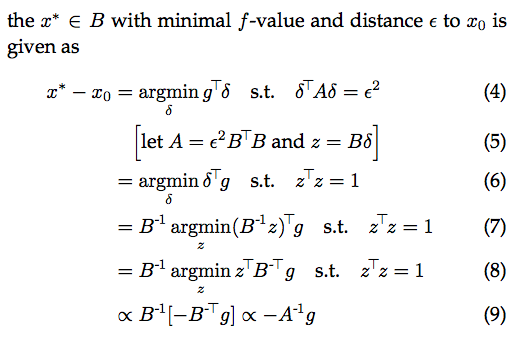 the x* ∈ B with minimal f-value and distance ϵ to x₀ is
given as
x* − x₀ = argmin_δ g^⊤δ s.t. δ^⊤Aδ = ϵ² (4)
[let A = ϵ²B^⊤B and z = Bδ] (5)
= argmin_δ δ^⊤g s.t. z^⊤z = 1 (6)
= B^-1 argmin_z (B^-1 z)^⊤g s.t. z^⊤z = 1 (7)
= B^-1 argmin_z z^⊤B^-⊤g s.t. z^⊤z = 1 (8)
∝ B^-1[−B^-⊤g] ∝ −A^-1g (9)